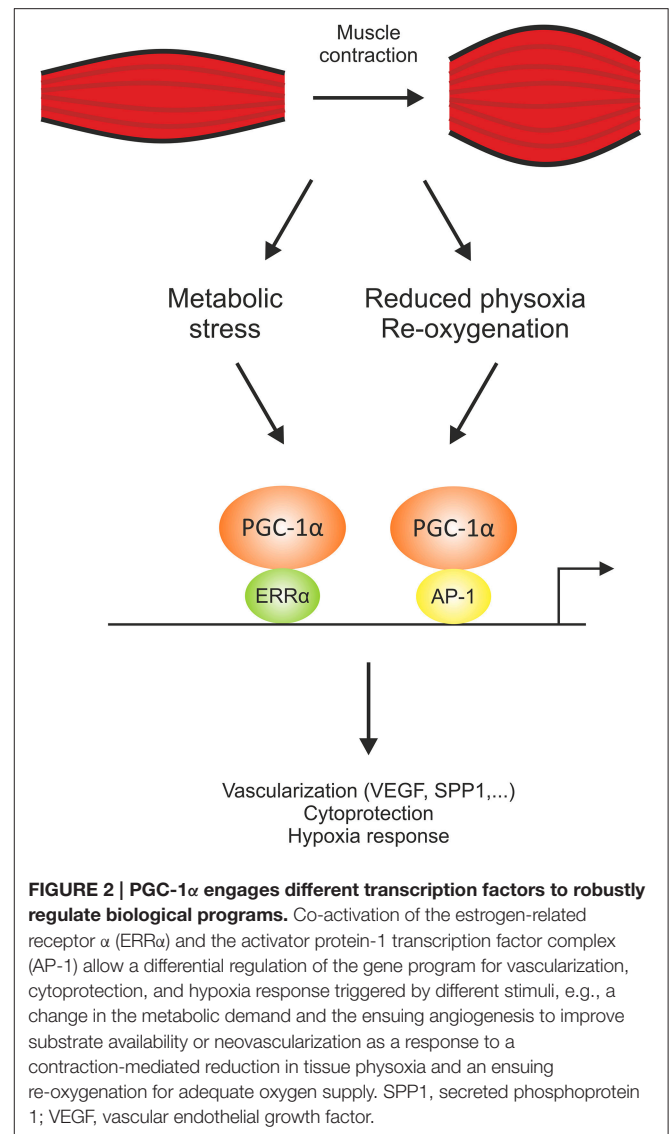 Muscle
contraction
Metabolic
stress
Reduced physoxia
Re-oxygenation
PGC-1α
PGC-1α
ERRα
AP-1
Vascularization (VEGF, SPP1,...)
Cytoprotection
Hypoxia response
FIGURE 2 | PGC-1α engages different transcription factors to robustly
regulate biological programs. Co-activation of the estrogen-related
receptor α (ERRα) and the activator protein-1 transcription factor complex
(AP-1) allow a differential regulation of the gene program for vascularization,
cytoprotection, and hypoxia response triggered by different stimuli, e.g., a
change in the metabolic demand and the ensuing angiogenesis to improve
substrate availability or neovascularization as a response to a
contraction-mediated reduction in tissue physoxia and an ensuing
re-oxygenation for adequate oxygen supply. SPP1, secreted phosphoprotein
1; VEGF, vascular endothelial growth factor.